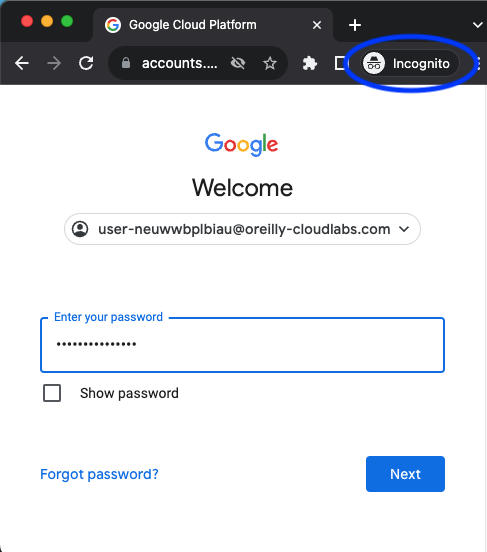 Google Cloud Platform
accounts....
Incognito
Google
Welcome
user-neuwwbplbiau@oreilly-cloudlabs.com
Enter your password
•••••••••••••••
Show password
Forgot password?
Next